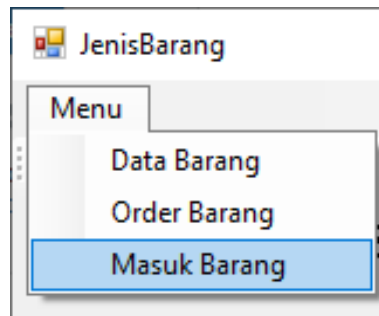 JenisBarang
Menu
Data Barang
Order Barang
Masuk Barang